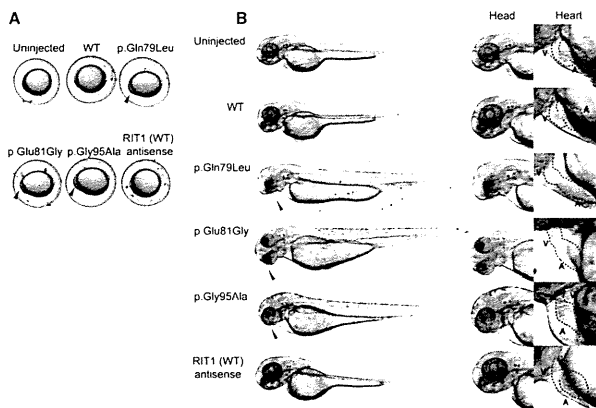 A
Uninjected WT p.Gln79Leu
RIT1 (WT)
p Glu81Gly p.Gly95Ala antisense
B
Head Heart
Uninjected
V
WT
A
p.Gln79Leu
p Glu81Gly
V
A
p.Gly95Ala
A
RIT1 (WT)
antisense
A